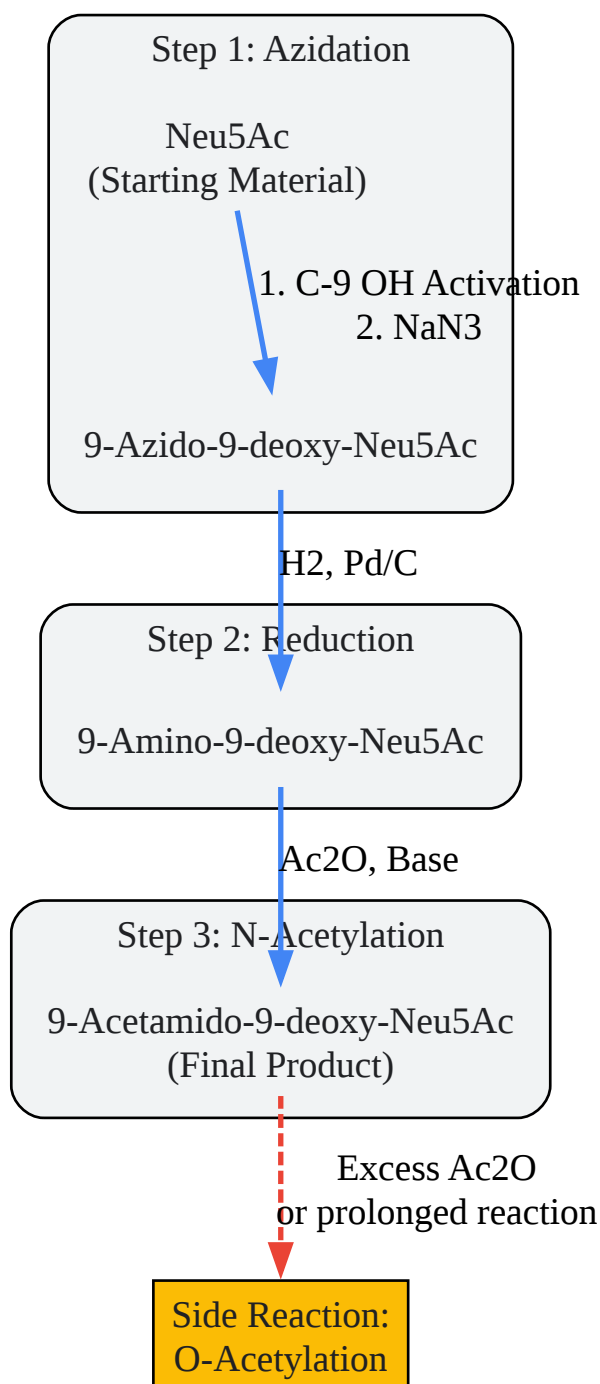 Step 1: Azidation
Neu5Ac
(Starting Material)
1. C-9 OH Activation
2. NaN3
9-Azido-9-deoxy-Neu5Ac
H2, Pd/C
Step 2: Reduction
9-Amino-9-deoxy-Neu5Ac
Ac2O, Base
Step 3: N-Acetylation
9-Acetamido-9-deoxy-Neu5Ac
(Final Product)
Excess Ac2O
or prolonged reaction
Side Reaction:
O-Acetylation